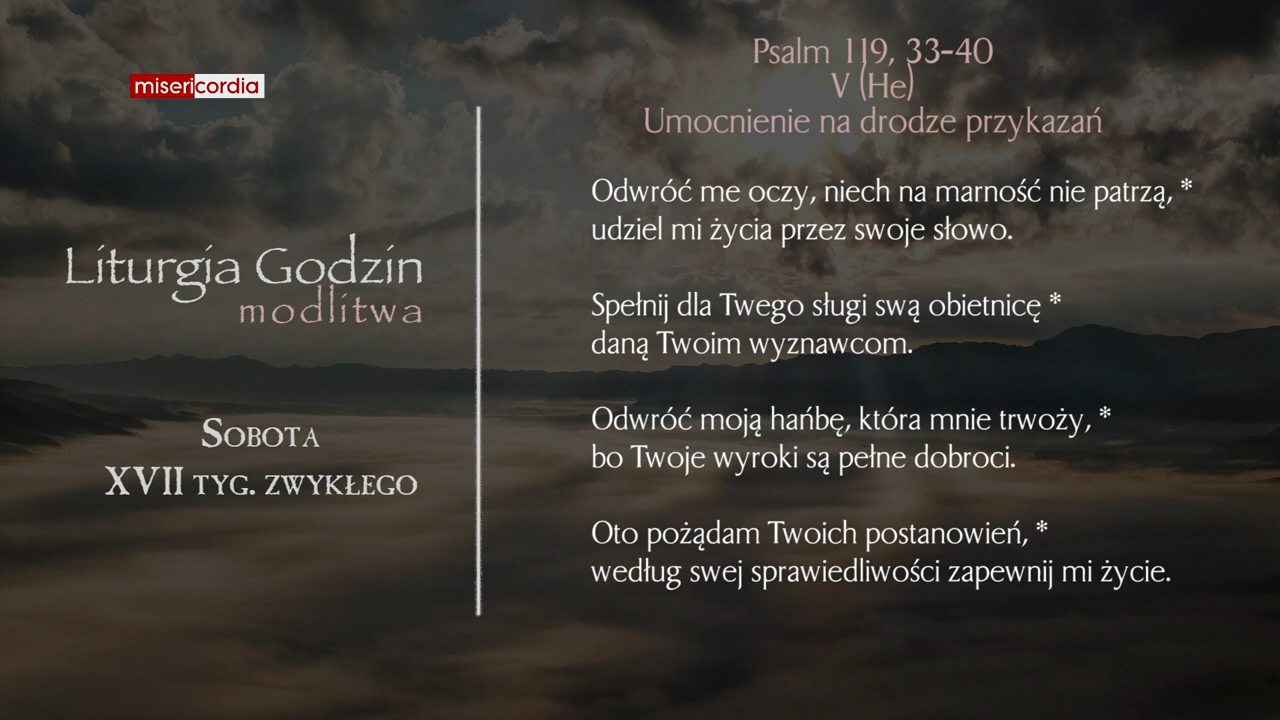 misericordia
Liturgia Godzin
modlitwa
Sobota
XVII tyg. zwykłego
Psalm 119, 33-40
V (He)
Umocnienie na drodze przykazań
Odwróć me oczy, niech na marność nie patrzą, *
udziel mi życia przez swoje słowo.
Spełnij dla Twego sługi swą obietnicę *
daną Twoim wyznawcom.
Odwróć moją hańbę, która mnie trwoży, *
bo Twoje wyroki są pełne dobroci.
Oto pożądam Twoich postanowień, *
według swej sprawiedliwości zapewnij mi życie.